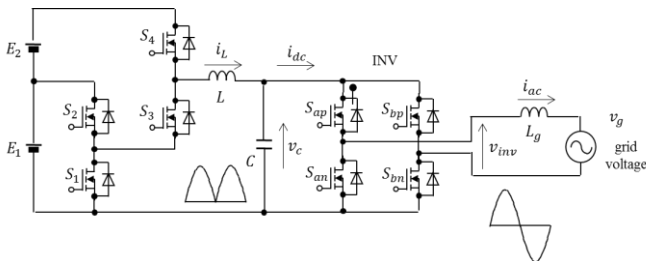 S4
iL
idc
INV
E2
S2
S3
L
Sap
Sbp
iac
E1
S1
C
vc
San
Sbn
vinv
Lg
vg
grid
voltage